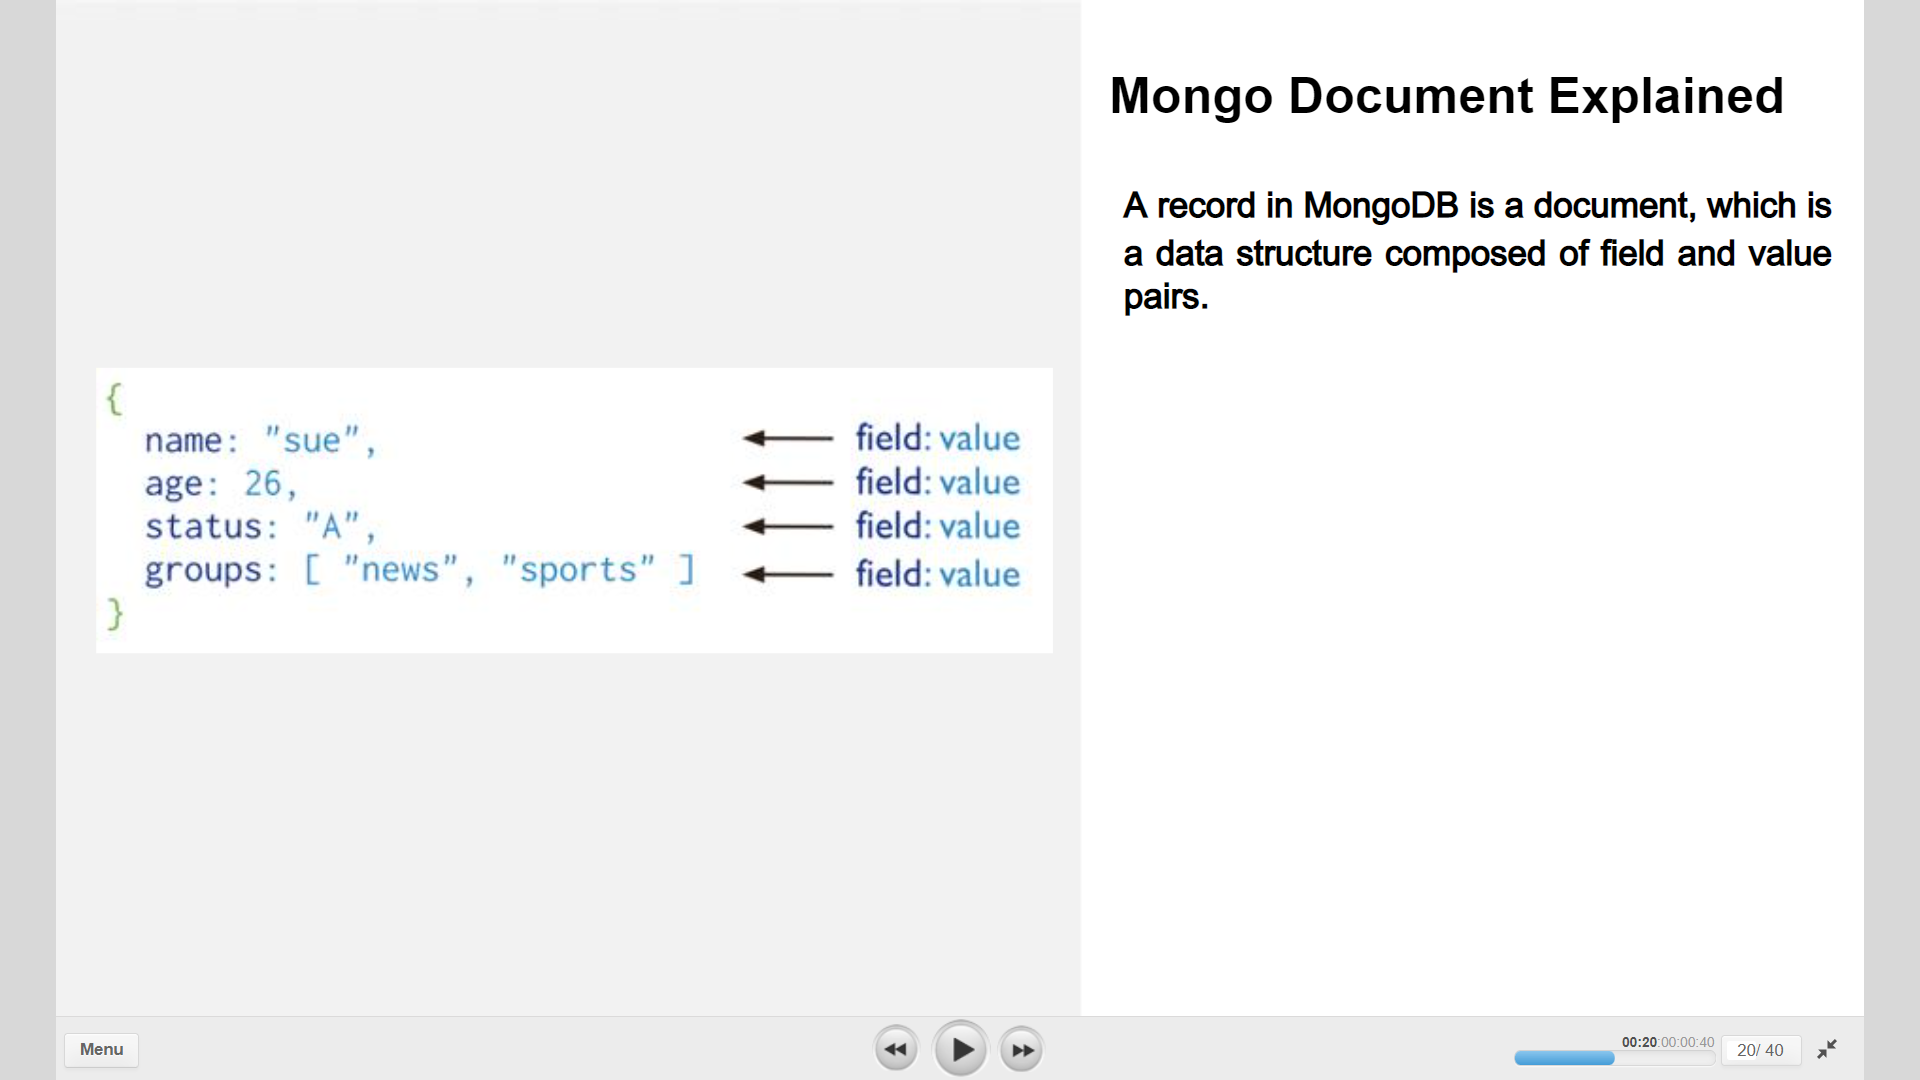 Mongo Document Explained
A record in MongoDB is a document, which is
a data structure composed of field and value
pairs.
{
name: "sue", field: value
age: 26, field: value
status: "A", field: value
groups: [ "news", "sports" ] field: value
}
Menu
00:20:00:00:40
20/ 40